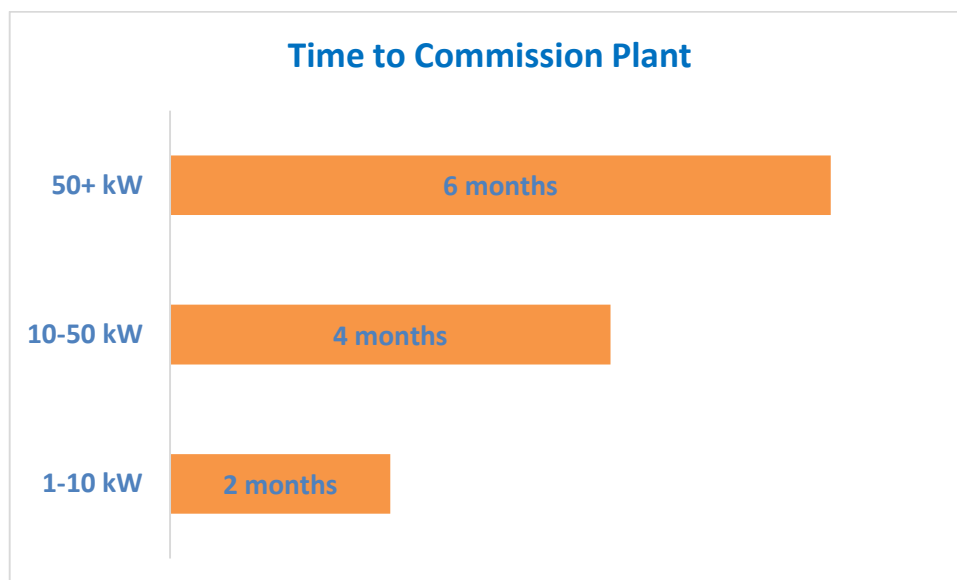 Time to Commission Plant
50+ kW
6 months
10-50 kW
4 months
1-10 kW
2 months